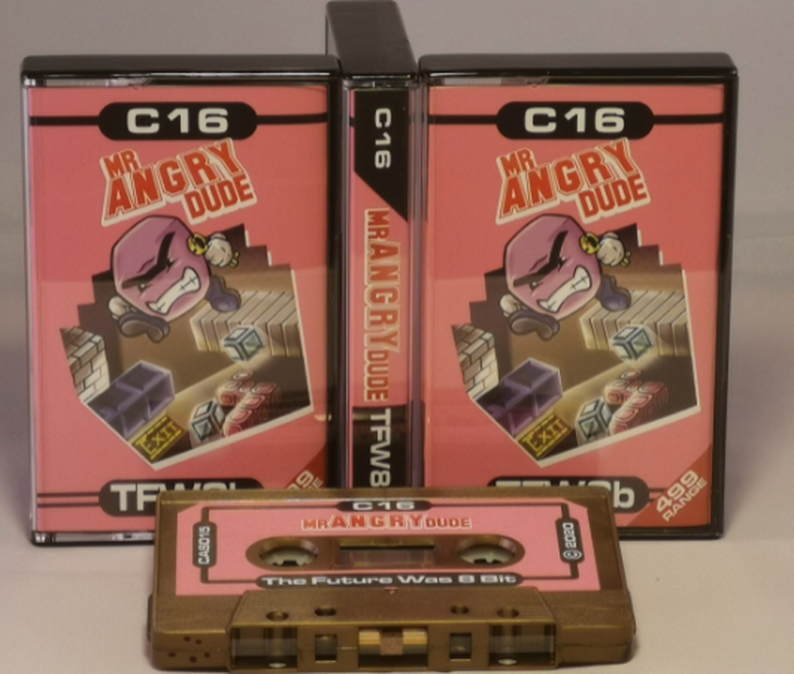 C16
MR
ANGRY
DUDE
EXIT
C16
MR ANGRY DUDE
TFW8
C16
MR
ANGRY
DUDE
EXIT
499
RANGE
C16
MR ANGRY DUDE
CAS015
©2020
The Future Was 8 Bit